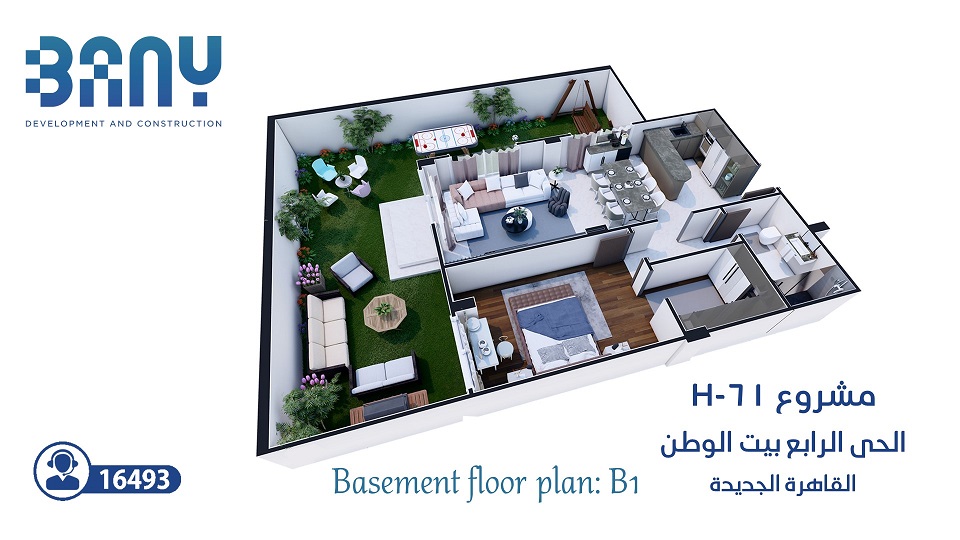 BANY
DEVELOPMENT AND CONSTRUCTION
مشروع H-٦١
الحى الرابع بيت الوطن
القاهرة الجديدة
Basement floor plan: B1
16493